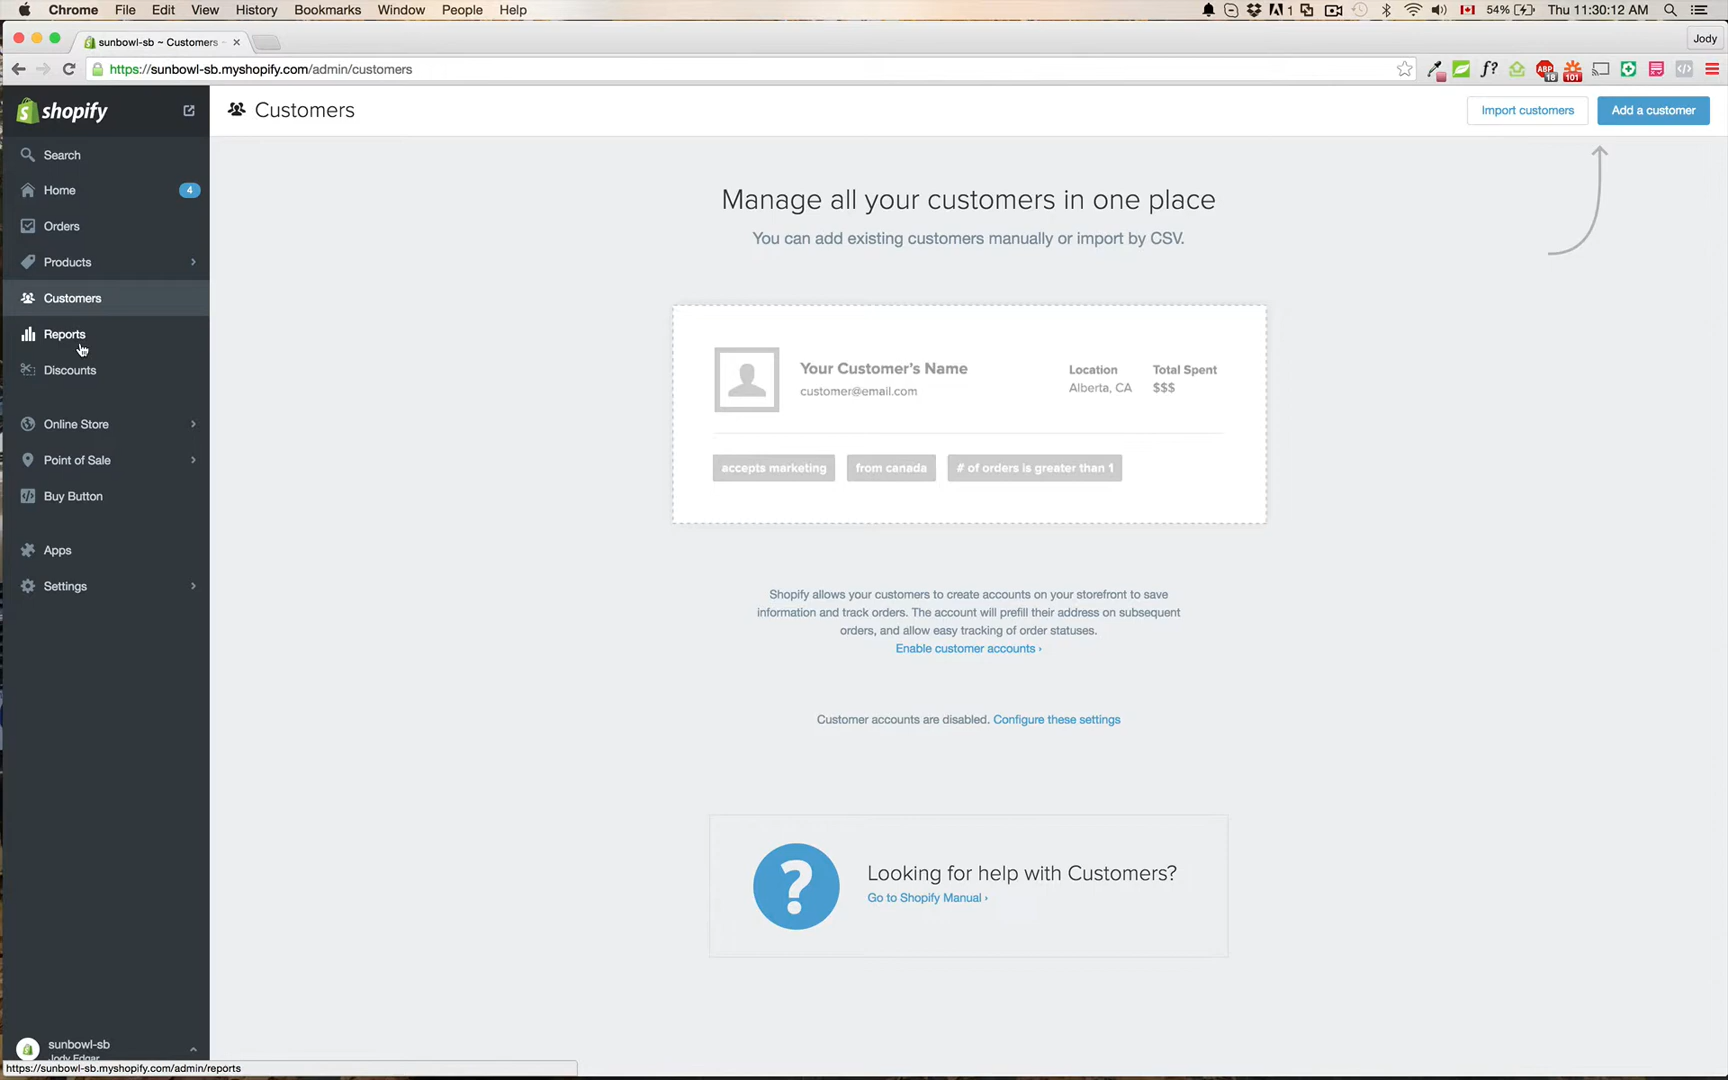 Chrome File Edit View History Bookmarks Window People Help
1 54% Thu 11:30:12 AM
sunbowl-sb ~ Customers
Jody
https://sunbowl-sb.myshopify.com/admin/customers
f? ABP 18 101
shopify
Customers
Import customers
Add a customer
Search
Home 4
Orders
Products
Customers
Reports
Discounts
Online Store
Point of Sale
Buy Button
Apps
Settings
Manage all your customers in one place
You can add existing customers manually or import by CSV.
Your Customer's Name
customer@email.com
Location
Alberta, CA
Total Spent
$$$
accepts marketing
from canada
# of orders is greater than 1
Shopify allows your customers to create accounts on your storefront to save
information and track orders. The account will prefill their address on subsequent
orders, and allow easy tracking of order statuses.
Enable customer accounts ›
Customer accounts are disabled. Configure these settings
?
Looking for help with Customers?
Go to Shopify Manual ›
sunbowl-sb
Jody Edgar
https://sunbowl-sb.myshopify.com/admin/reports